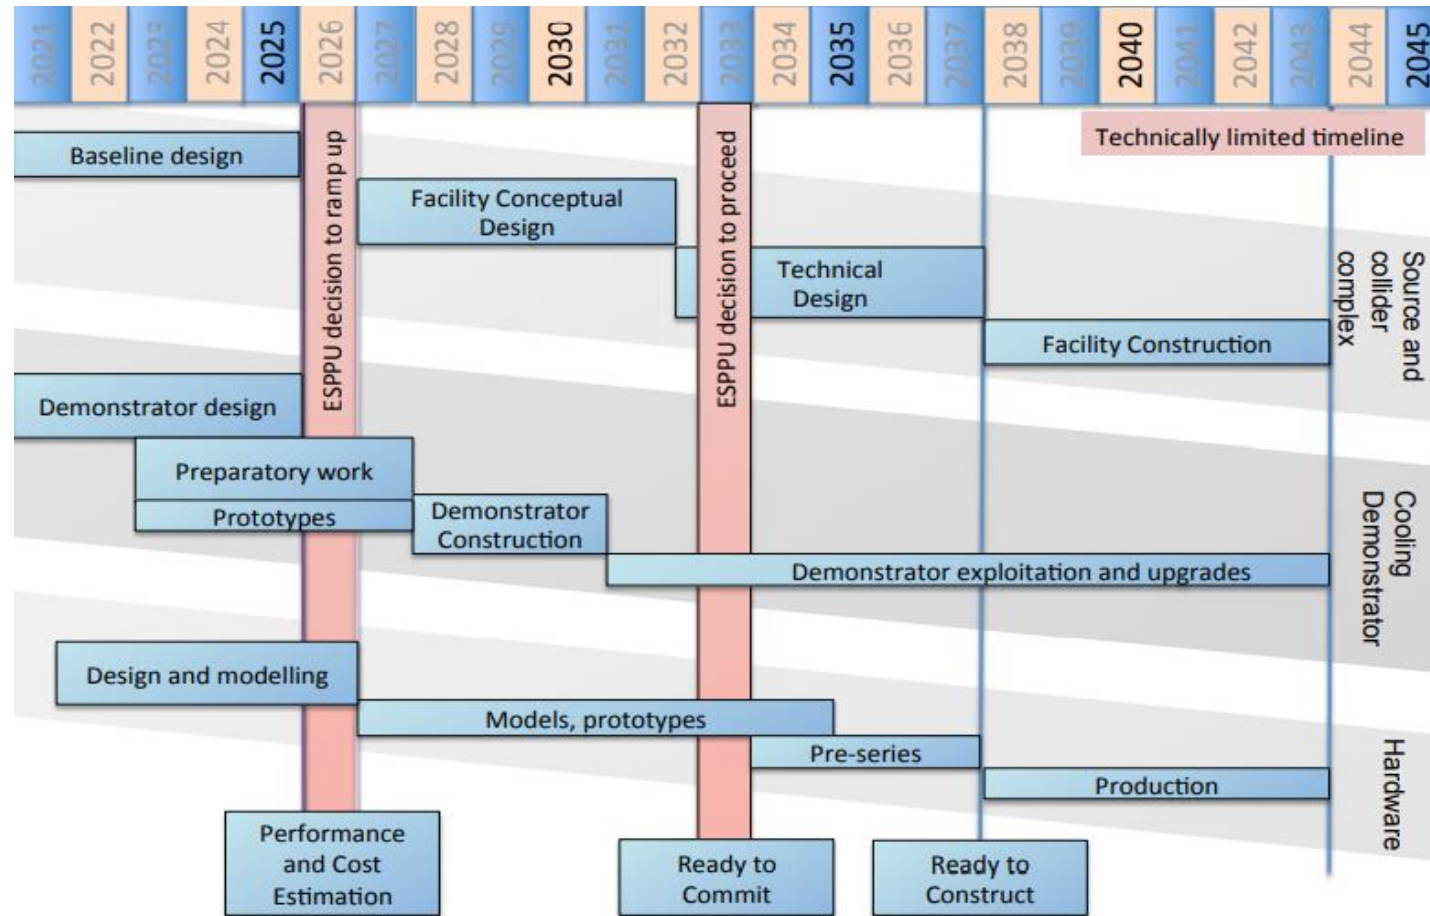 2021 2022 2023 2024 2025 2026 2027 2028 2029 2030 2031 2032 2033 2034 2035 2036 2037 2038 2039 2040 2041 2042 2043 2044 2045
Technically limited timeline
Baseline design
ESPPU decision to ramp up
Facility Conceptual
Design
ESPPU decision to proceed
Technical
Design
Facility Construction
Source and
collider
complex
Demonstrator design
Preparatory work
Prototypes
Demonstrator
Construction
Demonstrator exploitation and upgrades
Cooling
Demonstrator
Design and modelling
Models, prototypes
Pre-series
Production
Hardware
Performance
and Cost
Estimation
Ready to
Commit
Ready to
Construct